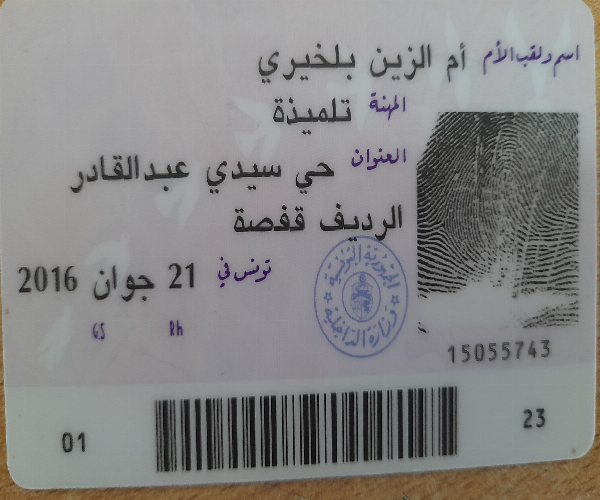 اسم ولقب الأم أم الزين بلخيري
المهنة تلميذة
العنوان حي سيدي عبدالقادر
الرديف قفصة
تونس في 21 جوان 2016
GS Rh
الجمهورية التونسية
وزارة الداخلية
15055743
01
23